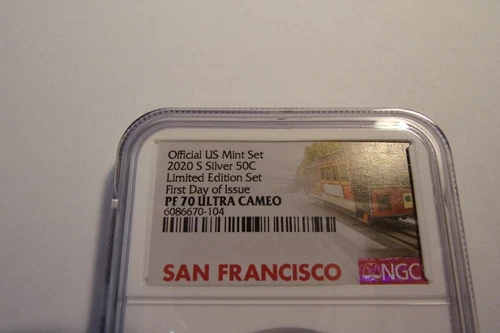 Official US Mint Set
2020 S Silver 50C
Limited Edition Set
First Day of Issue
PF 70 ULTRA CAMEO
6086670-104
SAN FRANCISCO
NGC